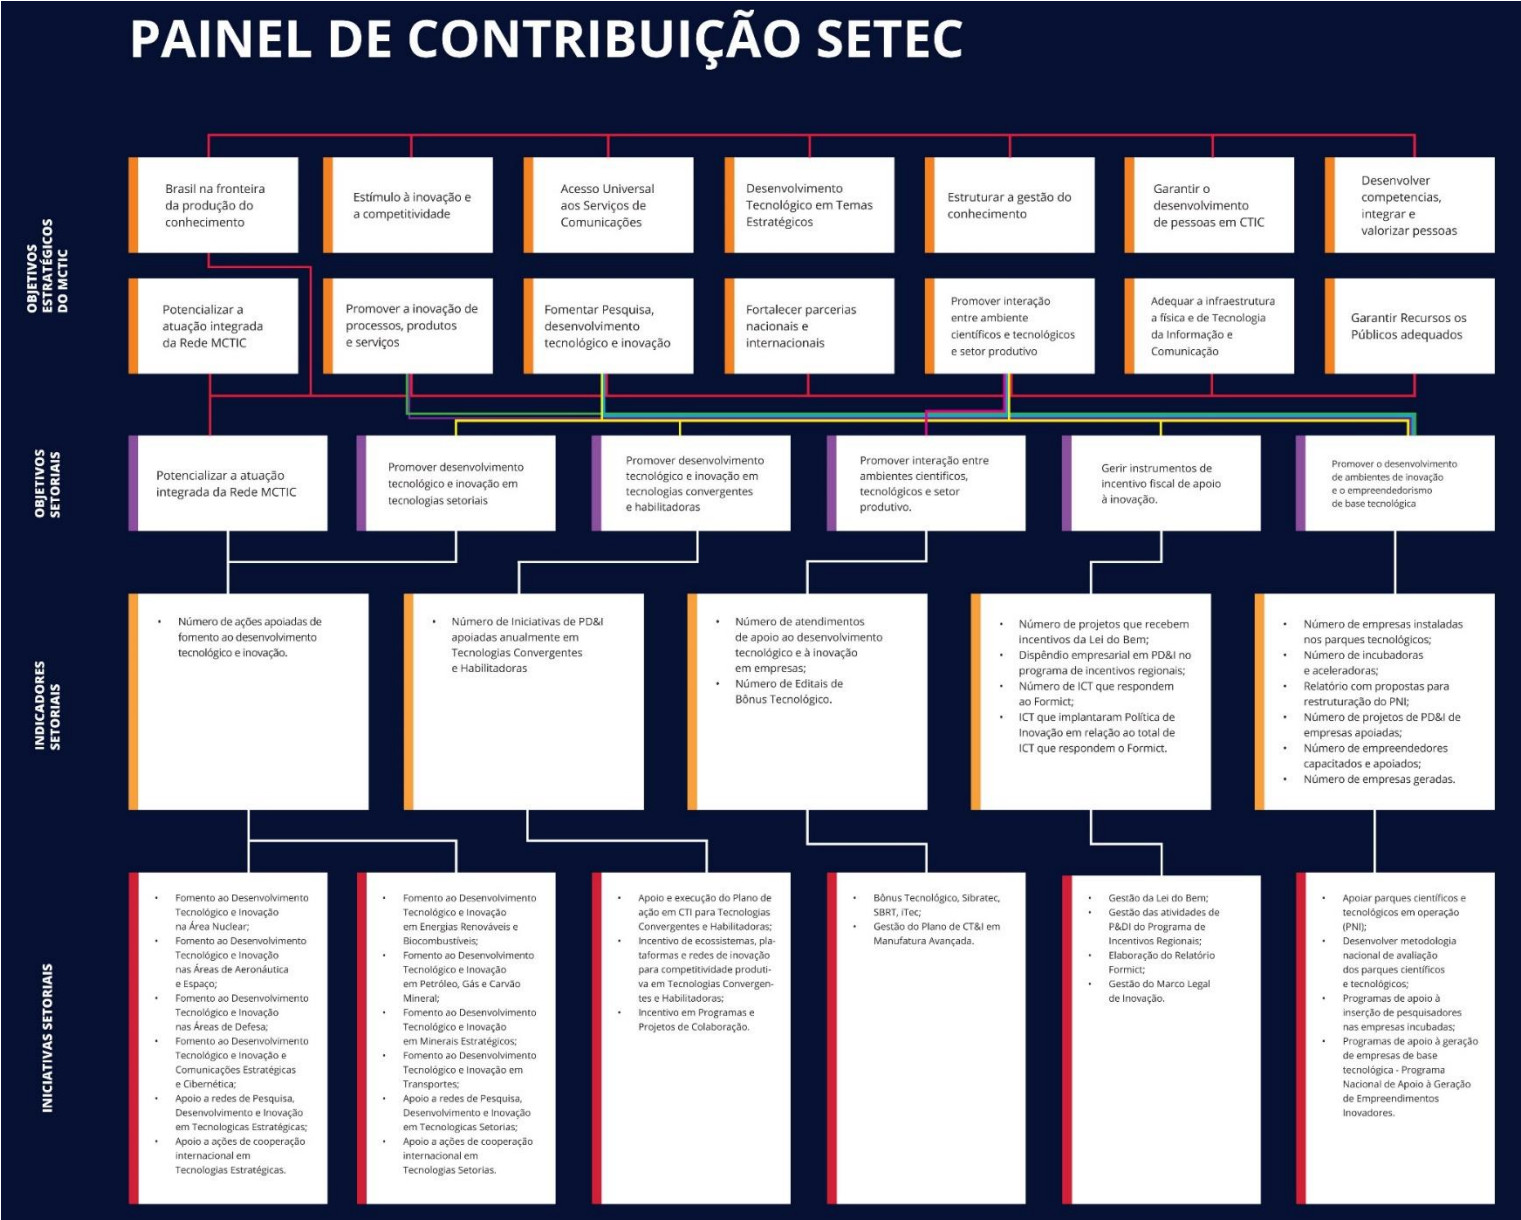 PAINEL DE CONTRIBUIÇÃO SETEC
OBJETIVOS
ESTRATÉGICOS
DO MCTIC
Brasil na fronteira
da produção do
conhecimento
Estímulo à inovação e
a competitividade
Acesso Universal
aos Serviços de
Comunicações
Desenvolvimento
Tecnológico em Temas
Estratégicos
Estruturar a gestão do
conhecimento
Garantir o
desenvolvimento
de pessoas em CTIC
Desenvolver
competencias,
integrar e
valorizar pessoas
Potencializar a
atuação integrada
da Rede MCTIC
Promover a inovação de
processos, produtos
e serviços
Fomentar Pesquisa,
desenvolvimento
tecnológico e inovação
Fortalecer parcerias
nacionais e
internacionais
Promover interação
entre ambiente
científicos e tecnológicos
e setor produtivo
Adequar a infraestrutura
a física e de Tecnologia
da Informação e
Comunicação
Garantir Recursos os
Públicos adequados
OBJETIVOS
SETORIAIS
Potencializar a atuação
integrada da Rede MCTIC
Promover desenvolvimento
tecnológico e inovação em
tecnologias setoriais
Promover desenvolvimento
tecnológico e inovação em
tecnologias convergentes
e habilitadoras
Promover interação entre
ambientes científicos,
tecnológicos e setor
produtivo.
Gerir instrumentos de
incentivo fiscal de apoio
à inovação.
Promover o desenvolvimento
de ambientes de inovação
e o empreendedorismo
de base tecnológica
INDICADORES
SETORIAIS
• Número de ações apoiadas de
fomento ao desenvolvimento
tecnológico e inovação.
• Número de Iniciativas de PD&I
apoiadas anualmente em
Tecnologias Convergentes
e Habilitadoras
• Número de atendimentos
de apoio ao desenvolvimento
tecnológico e à inovação
em empresas;
• Número de Editais de
Bônus Tecnológico.
• Número de projetos que recebem
incentivos da Lei do Bem;
• Dispêndio empresarial em PD&I no
programa de incentivos regionais;
• Número de ICT que respondem
ao Formict;
• ICT que implantaram Política de
Inovação em relação ao total de
ICT que respondem o Formict.
• Número de empresas instaladas
nos parques tecnológicos;
• Número de incubadoras
e aceleradoras;
• Relatório com propostas para
restruturação do PNI;
• Número de projetos de PD&I de
empresas apoiadas;
• Número de empreendedores
capacitados e apoiados;
• Número de empresas geradas.
INICIATIVAS SETORIAIS
• Fomento ao Desenvolvimento
Tecnológico e Inovação
na Área Nuclear;
• Fomento ao Desenvolvimento
Tecnológico e Inovação
nas Áreas de Aeronáutica
e Espaço;
• Fomento ao Desenvolvimento
Tecnológico e Inovação
nas Áreas de Defesa;
• Fomento ao Desenvolvimento
Tecnológico e Inovação e
Comunicações Estratégicas
e Cibernética;
• Apoio a redes de Pesquisa,
Desenvolvimento e Inovação
em Tecnologicas Estratégicas;
• Apoio a ações de cooperação
internacional em
Tecnologias Estratégicas.
• Fomento ao Desenvolvimento
Tecnológico e Inovação
em Energias Renováveis e
Biocombustíveis;
• Fomento ao Desenvolvimento
Tecnológico e Inovação
em Petróleo, Gás e Carvão
Mineral;
• Fomento ao Desenvolvimento
Tecnológico e Inovação
em Minerais Estratégicos;
• Fomento ao Desenvolvimento
Tecnológico e Inovação em
Transportes;
• Apoio a redes de Pesquisa,
Desenvolvimento e Inovação
em Tecnologicas Setorias;
• Apoio a ações de cooperação
internacional em
Tecnologias Setorias.
• Apoio e execução do Plano de
ação em CTI para Tecnologias
Convergentes e Habilitadoras;
• Incentivo de ecossistemas, pla-
taformas e redes de inovação
para competitividade produti-
va em Tecnologias Convergen-
tes e Habilitadoras;
• Incentivo em Programas e
Projetos de Colaboração.
• Bônus Tecnológico, Sibratec,
SBRT, iTec;
• Gestão do Plano de CT&I em
Manufatura Avançada.
• Gestão da Lei do Bem;
• Gestão das atividades de
P&DI do Programa de
Incentivos Regionais;
• Elaboração do Relatório
Formict;
• Gestão do Marco Legal
de Inovação.
• Apoiar parques científicos e
tecnológicos em operação
(PNI);
• Desenvolver metodologia
nacional de avaliação
dos parques científicos
e tecnológicos;
• Programas de apoio à
inserção de pesquisadores
nas empresas incubadas;
• Programas de apoio à geração
de empresas de base
tecnológica - Programa
Nacional de Apoio à Geração
de Empreendimentos
Inovadores.